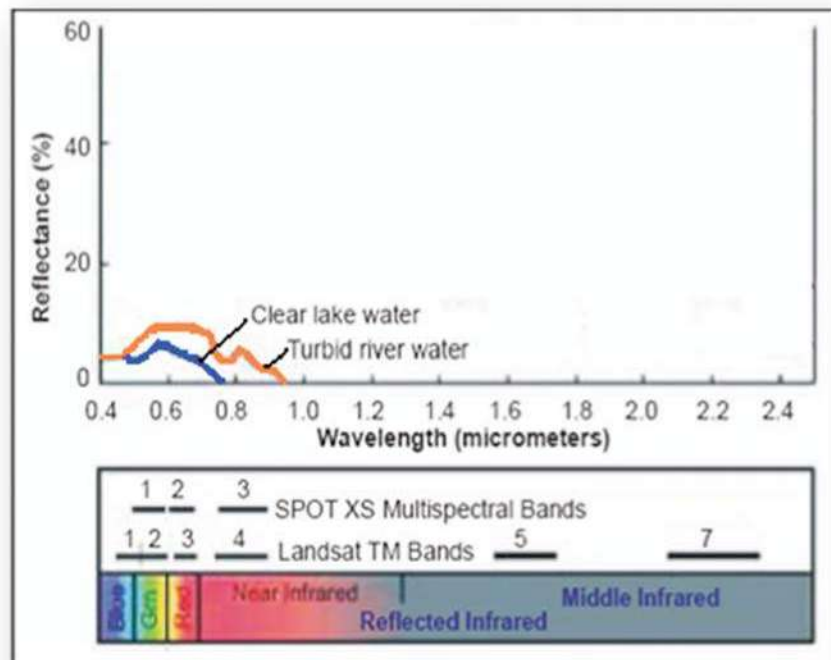 60
40
20
0
Reflectance (%)
Clear lake water
Turbid river water
0.4 0.6 0.8 1.0 1.2 1.4 1.6 1.8 2.0 2.2 2.4
Wavelength (micrometers)
1 2 3 SPOT XS Multispectral Bands
1 2 3 4 Landsat TM Bands 5 7
Blue Grn Red Near Infrared Middle Infrared
Reflected Infrared